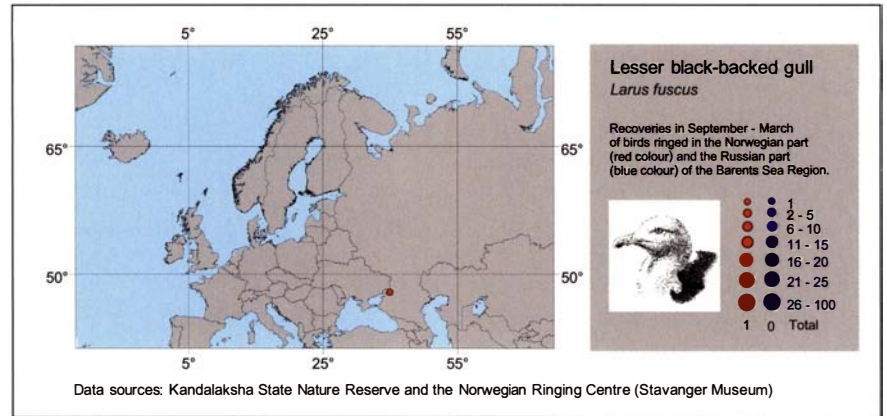 5° 25° 55°
Lesser black-backed gull
Larus fuscus
Recoveries in September - March
of birds ringed in the Norwegian part
(red colour) and the Russian part
(blue colour) of the Barents Sea Region.
65° 65°
1
2 - 5
6 - 10
11 - 15
16 - 20
21 - 25
26 - 100
1 0 Total
50° 50°
5° 25° 55°
Data sources: Kandalaksha State Nature Reserve and the Norwegian Ringing Centre (Stavanger Museum)